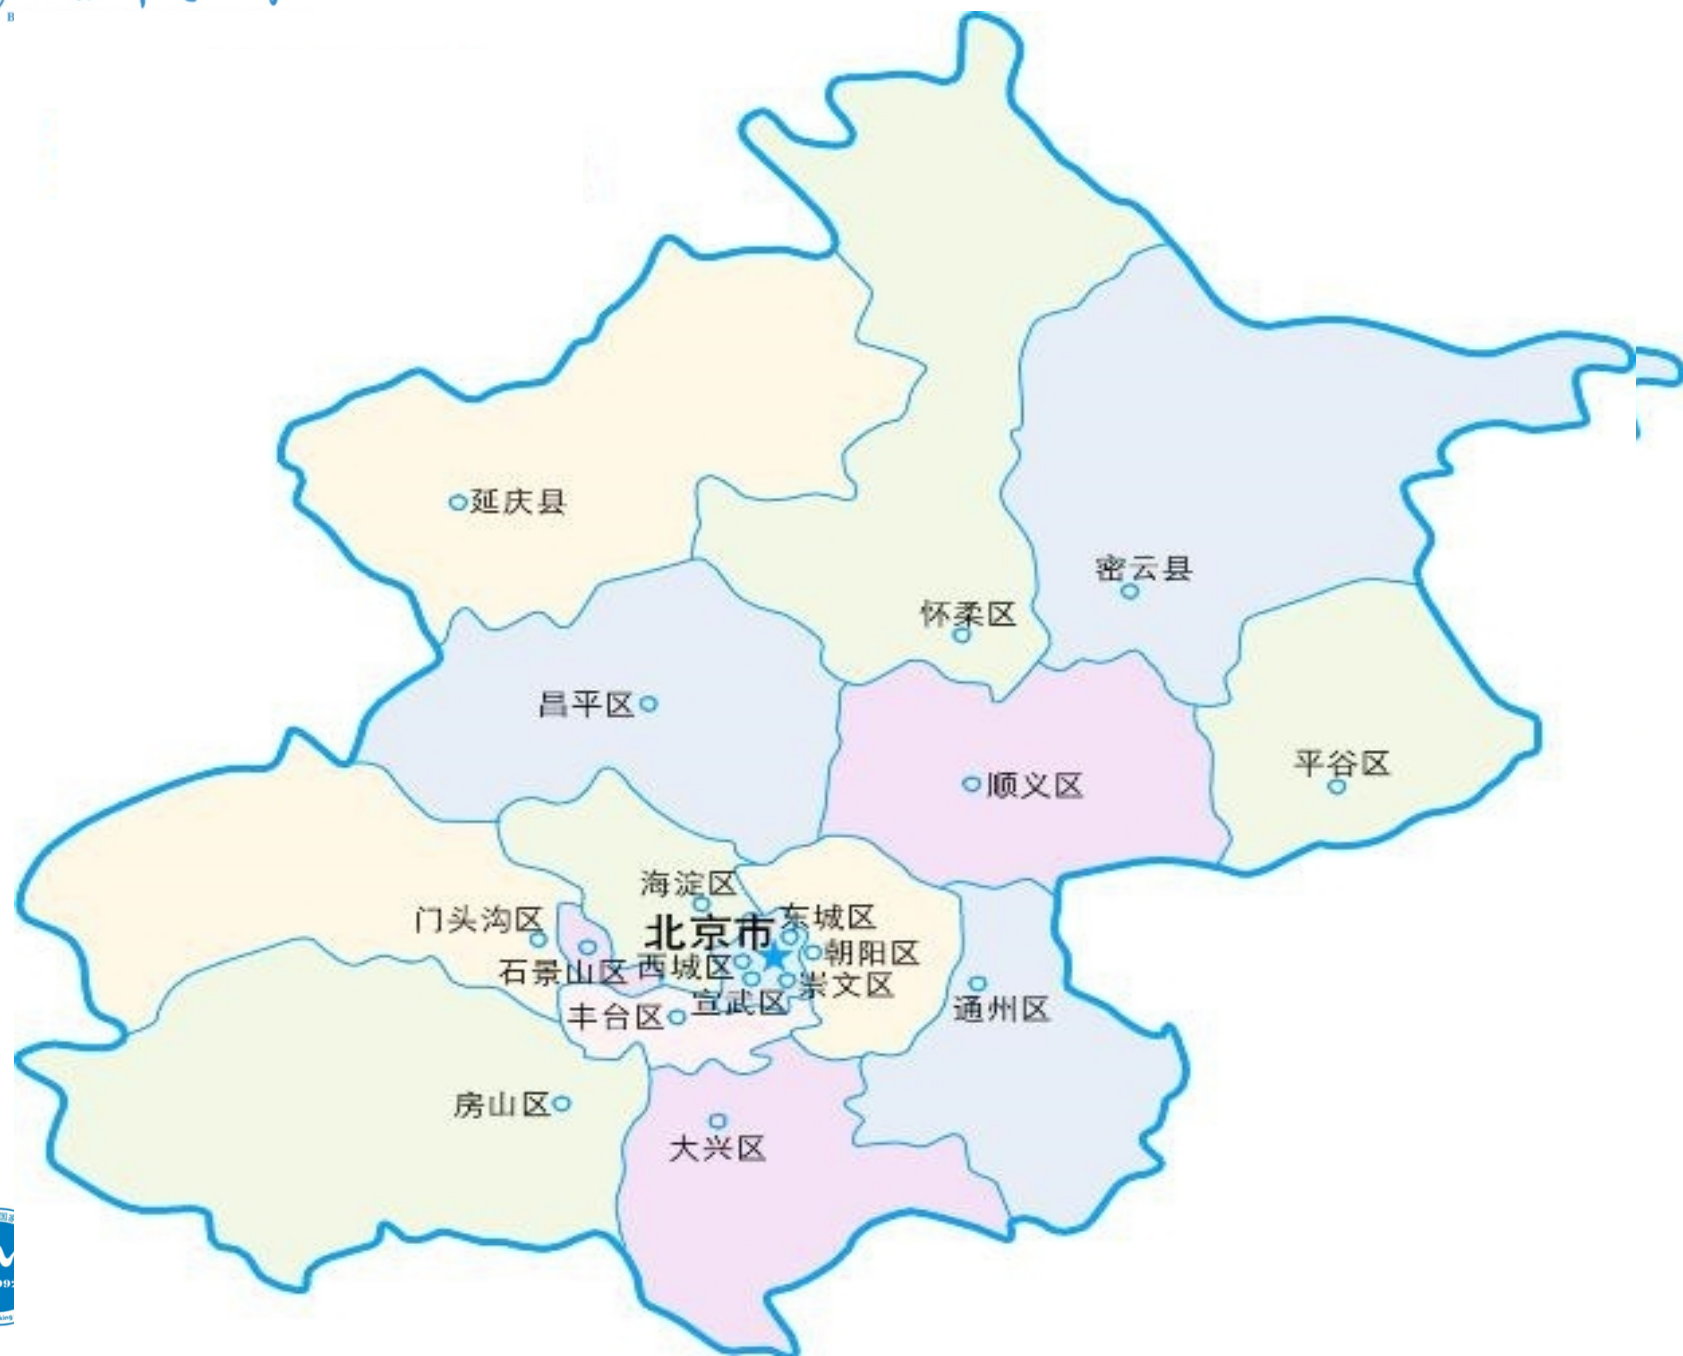 延庆县
密云县
怀柔区
昌平区
平谷区
顺义区
海淀区
门头沟区
东城区
北京市
朝阳区
石景山区
西城区
崇文区
宣武区
通州区
丰台区
房山区
大兴区